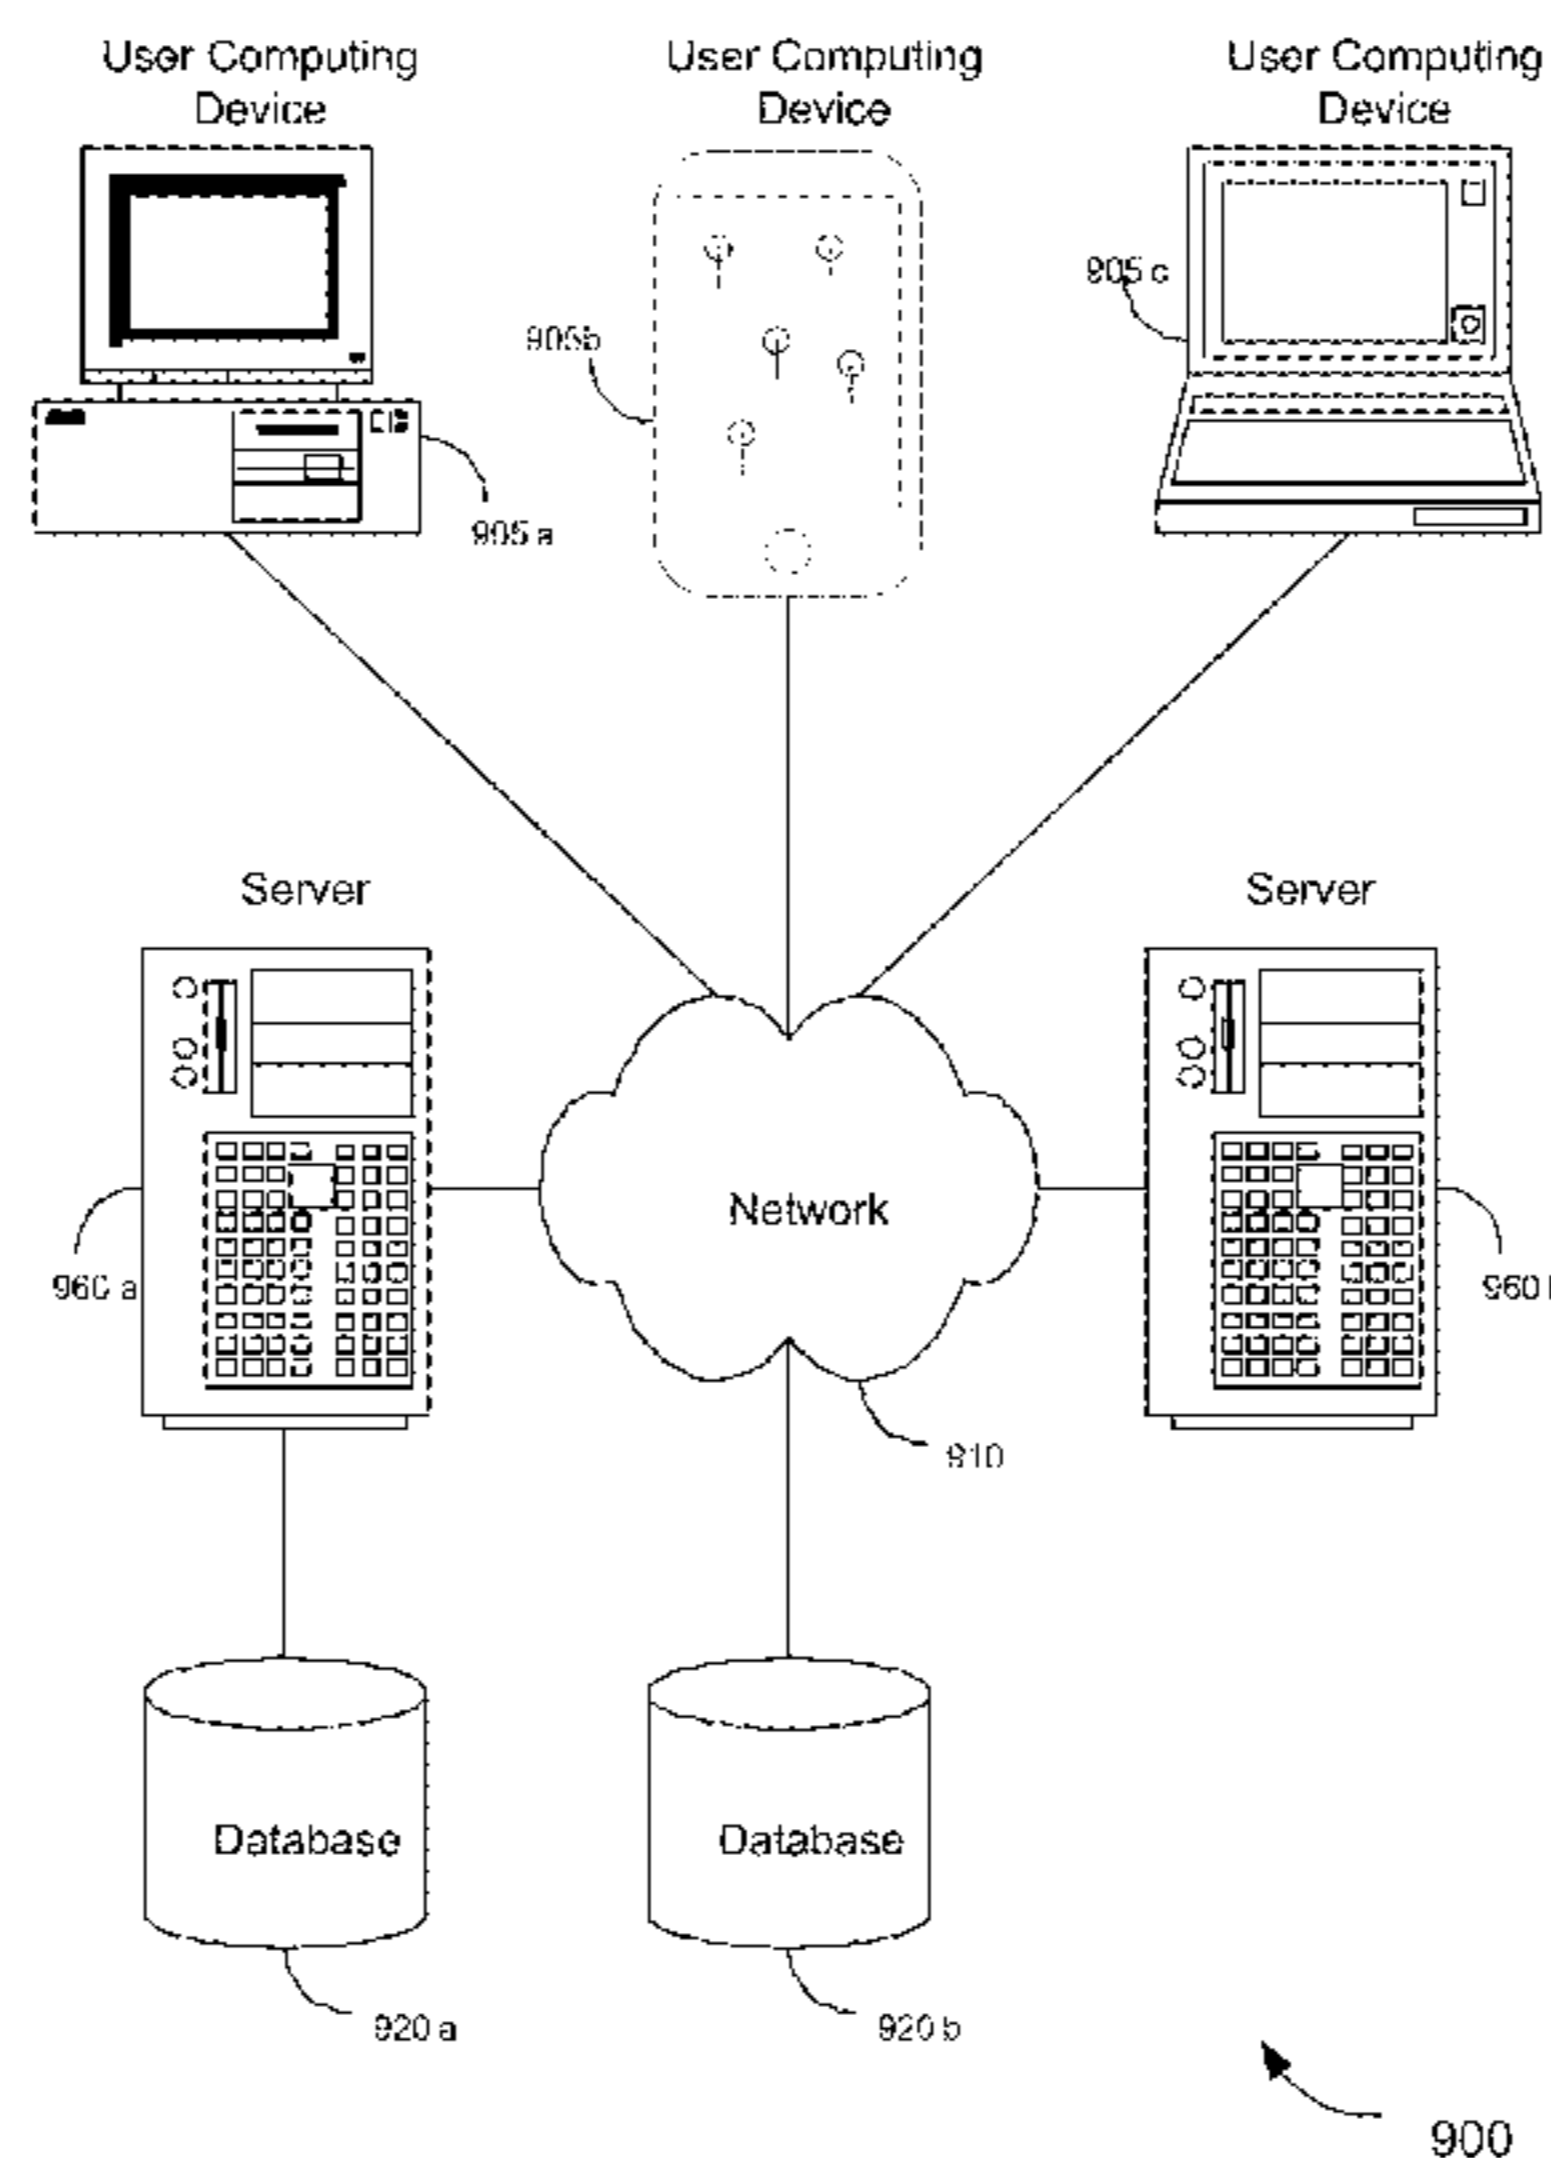 User Computing
Device
User Computing
Device
User Computing
Device
905 c
905b
905 a
Server
Server
Network
960 a
960
910
Database
Database
920 a
920 b
900